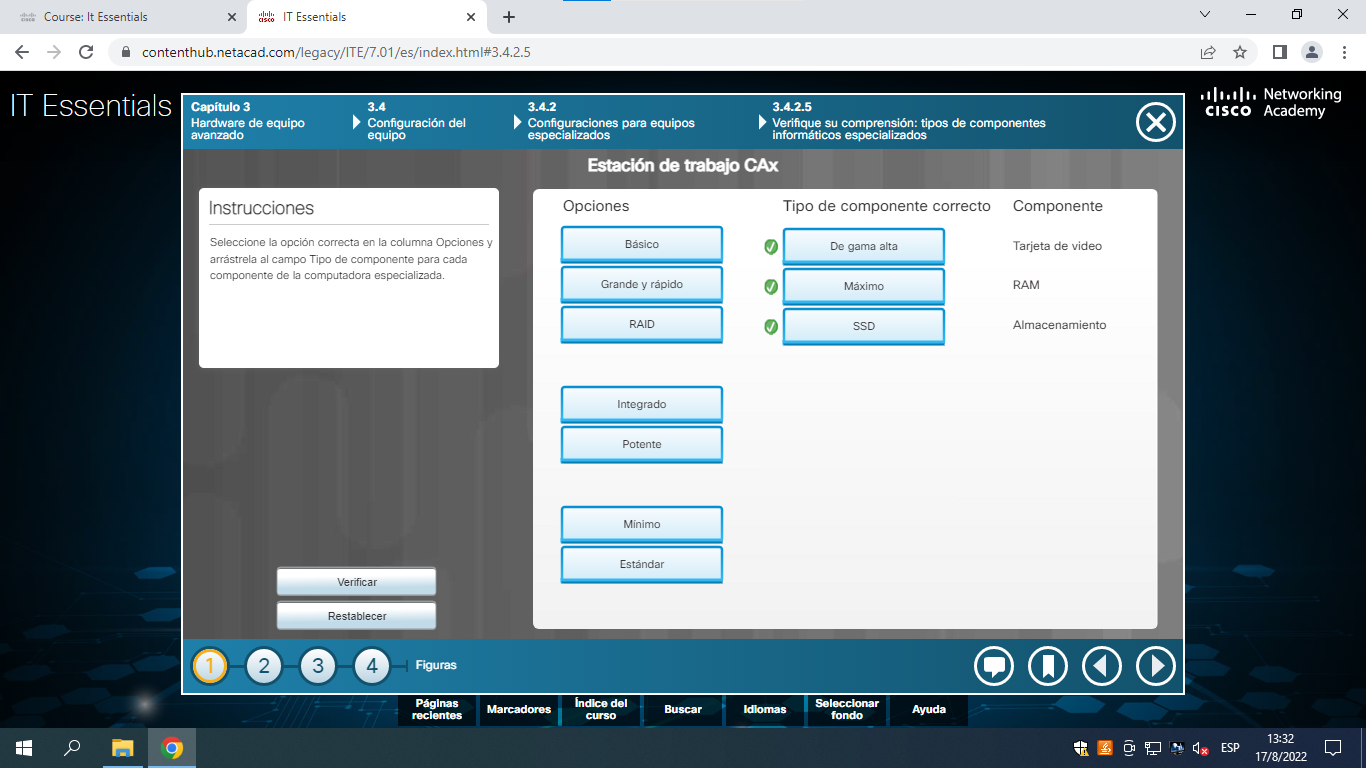 Course: It Essentials
IT Essentials
contenthub.netacad.com/legacy/ITE/7.01/es/index.html#3.4.2.5
IT Essentials
Networking
CISCO Academy
Capítulo 3
Hardware de equipo
avanzado
3.4
Configuración del
equipo
3.4.2
Configuraciones para equipos
especializados
3.4.2.5
Verifique su comprensión: tipos de componentes
informáticos especializados
Estación de trabajo CAx
Instrucciones
Seleccione la opción correcta en la columna Opciones y
arrástrela al campo Tipo de componente para cada
componente de la computadora especializada.
Opciones
Tipo de componente correcto
Componente
Básico
De gama alta
Tarjeta de video
Grande y rápido
Máximo
RAM
RAID
SSD
Almacenamiento
Integrado
Potente
Mínimo
Estándar
Verificar
Restablecer
1
2
3
4
Figuras
Páginas
recientes
Marcadores
Índice del
curso
Buscar
Idiomas
Seleccionar
fondo
Ayuda
ESP
13:32
17/8/2022